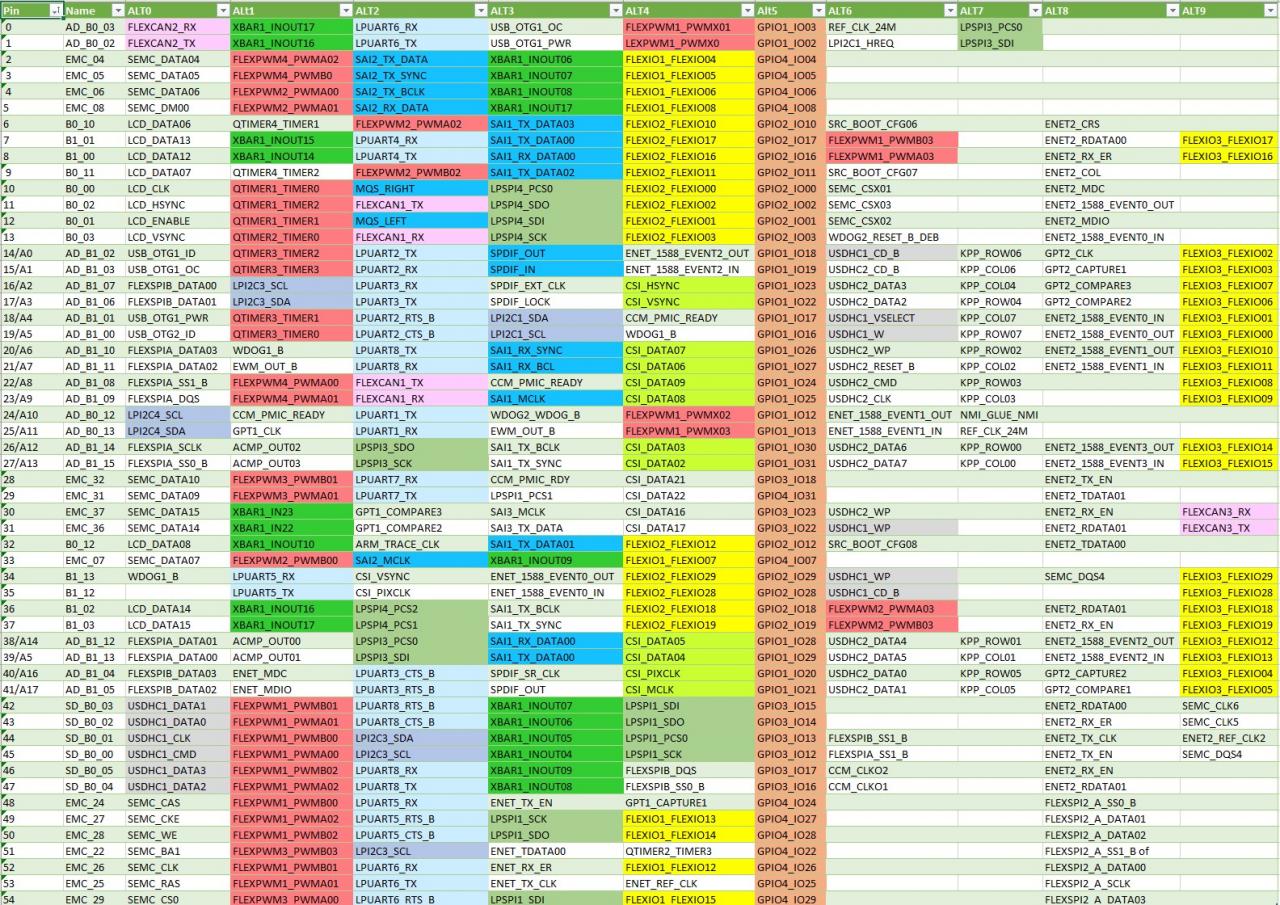 Pin Name ALT0 ALt1 ALT2 ALT3 ALT4 Alt5 ALT6 ALT7 ALT8 ALT9
0 AD_B0_03 FLEXCAN2_RX XBAR1_INOUT17 LPUART6_RX USB_OTG1_OC FLEXPWM1_PWMX01 GPIO1_IO03 REF_CLK_24M LPSPI3_PCS0
1 AD_B0_02 FLEXCAN2_TX XBAR1_INOUT16 LPUART6_TX USB_OTG1_PWR LEXPWM1_PWMX0 GPIO1_IO02 LPI2C1_HREQ LPSPI3_SDI
2 EMC_04 SEMC_DATA04 FLEXPWM4_PWMA02 SAI2_TX_DATA XBAR1_INOUT06 FLEXIO1_FLEXIO04 GPIO4_IO04
3 EMC_05 SEMC_DATA05 FLEXPWM4_PWMB0 SAI2_TX_SYNC XBAR1_INOUT07 FLEXIO1_FLEXIO05 GPIO4_IO05
4 EMC_06 SEMC_DATA06 FLEXPWM2_PWMA00 SAI2_TX_BCLK XBAR1_INOUT08 FLEXIO1_FLEXIO06 GPIO4_IO06
5 EMC_08 SEMC_DM00 FLEXPWM2_PWMA01 SAI2_RX_DATA XBAR1_INOUT17 FLEXIO1_FLEXIO08 GPIO4_IO08
6 B0_10 LCD_DATA06 QTIMER4_TIMER1 FLEXPWM2_PWMA02 SAI1_TX_DATA03 FLEXIO2_FLEXIO10 GPIO2_IO10 SRC_BOOT_CFG06 ENET2_CRS
7 B1_01 LCD_DATA13 XBAR1_INOUT15 LPUART4_RX SAI1_TX_DATA00 FLEXIO2_FLEXIO17 GPIO2_IO17 FLEXPWM1_PWMB03 ENET2_RDATA00 FLEXIO3_FLEXIO17
8 B1_00 LCD_DATA12 XBAR1_INOUT14 LPUART4_TX SAI1_RX_DATA00 FLEXIO2_FLEXIO16 GPIO2_IO16 FLEXPWM1_PWMA03 ENET2_RX_ER FLEXIO3_FLEXIO16
9 B0_11 LCD_DATA07 QTIMER4_TIMER2 FLEXPWM2_PWMB02 SAI1_TX_DATA02 FLEXIO2_FLEXIO11 GPIO2_IO11 SRC_BOOT_CFG07 ENET2_COL
10 B0_00 LCD_CLK QTIMER1_TIMER0 MQS_RIGHT LPSPI4_PCS0 FLEXIO2_FLEXIO00 GPIO2_IO00 SEMC_CSX01 ENET2_MDC
11 B0_02 LCD_HSYNC QTIMER1_TIMER2 FLEXCAN1_TX LPSPI4_SDO FLEXIO2_FLEXIO02 GPIO2_IO02 SEMC_CSX03 ENET2_1588_EVENT0_OUT
12 B0_01 LCD_ENABLE QTIMER1_TIMER1 MQS_LEFT LPSPI4_SDI FLEXIO2_FLEXIO01 GPIO2_IO01 SEMC_CSX02 ENET2_MDIO
13 B0_03 LCD_VSYNC QTIMER2_TIMER0 FLEXCAN1_RX LPSPI4_SCK FLEXIO2_FLEXIO03 GPIO2_IO03 WDOG2_RESET_B_DEB ENET2_1588_EVENT0_IN
14/A0 AD_B1_02 USB_OTG1_ID QTIMER3_TIMER2 LPUART2_TX SPDIF_OUT ENET_1588_EVENT2_OUT GPIO1_IO18 USDHC1_CD_B KPP_ROW06 GPT2_CLK FLEXIO3_FLEXIO02
15/A1 AD_B1_03 USB_OTG1_OC QTIMER3_TIMER3 LPUART2_RX SPDIF_IN ENET_1588_EVENT2_IN GPIO1_IO19 USDHC2_CD_B KPP_COL06 GPT2_CAPTURE1 FLEXIO3_FLEXIO03
16/A2 AD_B1_07 FLEXSPIB_DATA00 LPI2C3_SCL LPUART3_RX SPDIF_EXT_CLK CSI_HSYNC GPIO1_IO23 USDHC2_DATA3 KPP_COL04 GPT2_COMPARE3 FLEXIO3_FLEXIO07
17/A3 AD_B1_06 FLEXSPIB_DATA01 LPI2C3_SDA LPUART3_TX SPDIF_LOCK CSI_VSYNC GPIO1_IO22 USDHC2_DATA2 KPP_ROW04 GPT2_COMPARE2 FLEXIO3_FLEXIO06
18/A4 AD_B1_01 USB_OTG1_PWR QTIMER3_TIMER1 LPUART2_RTS_B LPI2C1_SDA CCM_PMIC_READY GPIO1_IO17 USDHC1_VSELECT KPP_COL07 ENET2_1588_EVENT0_IN FLEXIO3_FLEXIO01
19/A5 AD_B1_00 USB_OTG2_ID QTIMER3_TIMER0 LPUART2_CTS_B LPI2C1_SCL WDOG1_B GPIO1_IO16 USDHC1_W KPP_ROW07 ENET2_1588_EVENT0_OUT FLEXIO3_FLEXIO00
20/A6 AD_B1_10 FLEXSPIA_DATA03 WDOG1_B LPUART8_TX SAI1_RX_SYNC CSI_DATA07 GPIO1_IO26 USDHC2_WP KPP_ROW02 ENET2_1588_EVENT1_OUT FLEXIO3_FLEXIO10
21/A7 AD_B1_11 FLEXSPIA_DATA02 EWM_OUT_B LPUART8_RX SAI1_RX_BCL CSI_DATA06 GPIO1_IO27 USDHC2_RESET_B KPP_COL02 ENET2_1588_EVENT1_IN FLEXIO3_FLEXIO11
22/A8 AD_B1_08 FLEXSPIA_SS1_B FLEXPWM4_PWMA00 FLEXCAN1_TX CCM_PMIC_READY CSI_DATA09 GPIO1_IO24 USDHC2_CMD KPP_ROW03 FLEXIO3_FLEXIO08
23/A9 AD_B1_09 FLEXSPIA_DQS FLEXPWM4_PWMA01 FLEXCAN1_RX SAI1_MCLK CSI_DATA08 GPIO1_IO25 USDHC2_CLK KPP_COL03 FLEXIO3_FLEXIO09
24/A10 AD_B0_12 LPI2C4_SCL CCM_PMIC_READY LPUART1_TX WDOG2_WDOG_B FLEXPWM1_PWMX02 GPIO1_IO12 ENET_1588_EVENT1_OUT NMI_GLUE_NMI
25/A11 AD_B0_13 LPI2C4_SDA GPT1_CLK LPUART1_RX EWM_OUT_B FLEXPWM1_PWMX03 GPIO1_IO13 ENET_1588_EVENT1_IN REF_CLK_24M
26/A12 AD_B1_14 FLEXSPIA_SCLK ACMP_OUT02 LPSPI3_SDO SAI1_TX_BCLK CSI_DATA03 GPIO1_IO30 USDHC2_DATA6 KPP_ROW00 ENET2_1588_EVENT3_OUT FLEXIO3_FLEXIO14
27/A13 AD_B1_15 FLEXSPIA_SS0_B ACMP_OUT03 LPSPI3_SCK SAI1_TX_SYNC CSI_DATA02 GPIO1_IO31 USDHC2_DATA7 KPP_COL00 ENET2_1588_EVENT3_IN FLEXIO3_FLEXIO15
28 EMC_32 SEMC_DATA10 FLEXPWM3_PWMB01 LPUART7_RX CCM_PMIC_RDY CSI_DATA21 GPIO3_IO18 ENET2_TX_EN
29 EMC_31 SEMC_DATA09 FLEXPWM3_PWMA01 LPUART7_TX LPSPI1_PCS1 CSI_DATA22 GPIO4_IO31 ENET2_TDATA01
30 EMC_37 SEMC_DATA15 XBAR1_IN23 GPT1_COMPARE3 SAI3_MCLK CSI_DATA16 GPIO3_IO23 USDHC2_WP ENET2_RX_EN FLEXCAN3_RX
31 EMC_36 SEMC_DATA14 XBAR1_IN22 GPT1_COMPARE2 SAI3_TX_DATA CSI_DATA17 GPIO3_IO22 USDHC1_WP ENET2_RDATA01 FLEXCAN3_TX
32 B0_12 LCD_DATA08 XBAR1_INOUT10 ARM_TRACE_CLK SAI1_TX_DATA01 FLEXIO2_FLEXIO12 GPIO2_IO12 SRC_BOOT_CFG08 ENET2_TDATA00
33 EMC_07 SEMC_DATA07 FLEXPWM2_PWMB00 SAI2_MCLK XBAR1_INOUT09 FLEXIO1_FLEXIO07 GPIO4_IO07
34 B1_13 WDOG1_B LPUART5_RX CSI_VSYNC ENET_1588_EVENT0_OUT FLEXIO2_FLEXIO29 GPIO2_IO29 USDHC1_WP SEMC_DQS4 FLEXIO3_FLEXIO29
35 B1_12 LPUART5_TX CSI_PIXCLK ENET_1588_EVENT0_IN FLEXIO2_FLEXIO28 GPIO2_IO28 USDHC1_CD_B FLEXIO3_FLEXIO28
36 B1_02 LCD_DATA14 XBAR1_INOUT16 LPSPI4_PCS2 SAI1_TX_BCLK FLEXIO2_FLEXIO18 GPIO2_IO18 FLEXPWM2_PWMA03 ENET2_RDATA01 FLEXIO3_FLEXIO18
37 B1_03 LCD_DATA15 XBAR1_INOUT17 LPSPI4_PCS1 SAI1_TX_SYNC FLEXIO2_FLEXIO19 GPIO2_IO19 FLEXPWM2_PWMB03 ENET2_RX_EN FLEXIO3_FLEXIO19
38/A14 AD_B1_12 FLEXSPIA_DATA01 ACMP_OUT00 LPSPI3_PCS0 SAI1_RX_DATA00 CSI_DATA05 GPIO1_IO28 USDHC2_DATA4 KPP_ROW01 ENET2_1588_EVENT2_OUT FLEXIO3_FLEXIO12
39/A5 AD_B1_13 FLEXSPIA_DATA00 ACMP_OUT01 LPSPI3_SDI SAI1_TX_DATA00 CSI_DATA04 GPIO1_IO29 USDHC2_DATA5 KPP_COL01 ENET2_1588_EVENT2_IN FLEXIO3_FLEXIO13
40/A16 AD_B1_04 FLEXSPIB_DATA03 ENET_MDC LPUART3_CTS_B SPDIF_SR_CLK CSI_PIXCLK GPIO1_IO20 USDHC2_DATA0 KPP_ROW05 GPT2_CAPTURE2 FLEXIO3_FLEXIO04
41/A17 AD_B1_05 FLEXSPIB_DATA02 ENET_MDIO LPUART3_RTS_B SPDIF_OUT CSI_MCLK GPIO1_IO21 USDHC2_DATA1 KPP_COL05 GPT2_COMPARE1 FLEXIO3_FLEXIO05
42 SD_B0_03 USDHC1_DATA1 FLEXPWM1_PWMB01 LPUART8_RTS_B XBAR1_INOUT07 LPSPI1_SDI GPIO3_IO15 ENET2_RDATA00 SEMC_CLK6
43 SD_B0_02 USDHC1_DATA0 FLEXPWM1_PWMA01 LPUART8_CTS_B XBAR1_INOUT06 LPSPI1_SDO GPIO3_IO14 ENET2_RX_ER SEMC_CLK5
44 SD_B0_01 USDHC1_CLK FLEXPWM1_PWMB00 LPI2C3_SDA XBAR1_INOUT05 LPSPI1_PCS0 GPIO3_IO13 FLEXSPIB_SS1_B ENET2_TX_CLK ENET2_REF_CLK2
45 SD_B0_00 USDHC1_CMD FLEXPWM1_PWMA00 LPI2C3_SCL XBAR1_INOUT04 LPSPI1_SCK GPIO3_IO12 FLEXSPIA_SS1_B ENET2_TX_EN SEMC_DQS4
46 SD_B0_05 USDHC1_DATA3 FLEXPWM1_PWMB02 LPUART8_RX XBAR1_INOUT09 FLEXSPIB_DQS GPIO3_IO17 CCM_CLKO2 ENET2_RX_EN
47 SD_B0_04 USDHC1_DATA2 FLEXPWM1_PWMA02 LPUART8_TX XBAR1_INOUT08 FLEXSPIB_SS0_B GPIO3_IO16 CCM_CLKO1 ENET2_RDATA01
48 EMC_24 SEMC_CAS FLEXPWM1_PWMB00 LPUART5_RX ENET_TX_EN GPT1_CAPTURE1 GPIO4_IO24 FLEXSPI2_A_SS0_B
49 EMC_27 SEMC_CKE FLEXPWM1_PWMA02 LPUART5_RTS_B LPSPI1_SCK FLEXIO1_FLEXIO13 GPIO4_IO27 FLEXSPI2_A_DATA01
50 EMC_28 SEMC_WE FLEXPWM1_PWMB02 LPUART5_CTS_B LPSPI1_SDO FLEXIO1_FLEXIO14 GPIO4_IO28 FLEXSPI2_A_DATA02
51 EMC_22 SEMC_BA1 FLEXPWM3_PWMB03 LPI2C3_SCL ENET_TDATA00 QTIMER2_TIMER3 GPIO4_IO22 FLEXSPI2_A_SS1_B of
52 EMC_26 SEMC_CLK FLEXPWM1_PWMB01 LPUART6_RX ENET_RX_ER FLEXIO1_FLEXIO12 GPIO4_IO26 FLEXSPI2_A_DATA00
53 EMC_25 SEMC_RAS FLEXPWM1_PWMA01 LPUART6_TX ENET_TX_CLK ENET_REF_CLK GPIO4_IO25 FLEXSPI2_A_SCLK
54 EMC_29 SEMC_CS0 FLEXPWM3_PWMA00 LPUART6_RTS_B LPSPI1_SDI FLEXIO1_FLEXIO15 GPIO4_IO29 FLEXSPI2_A_DATA03